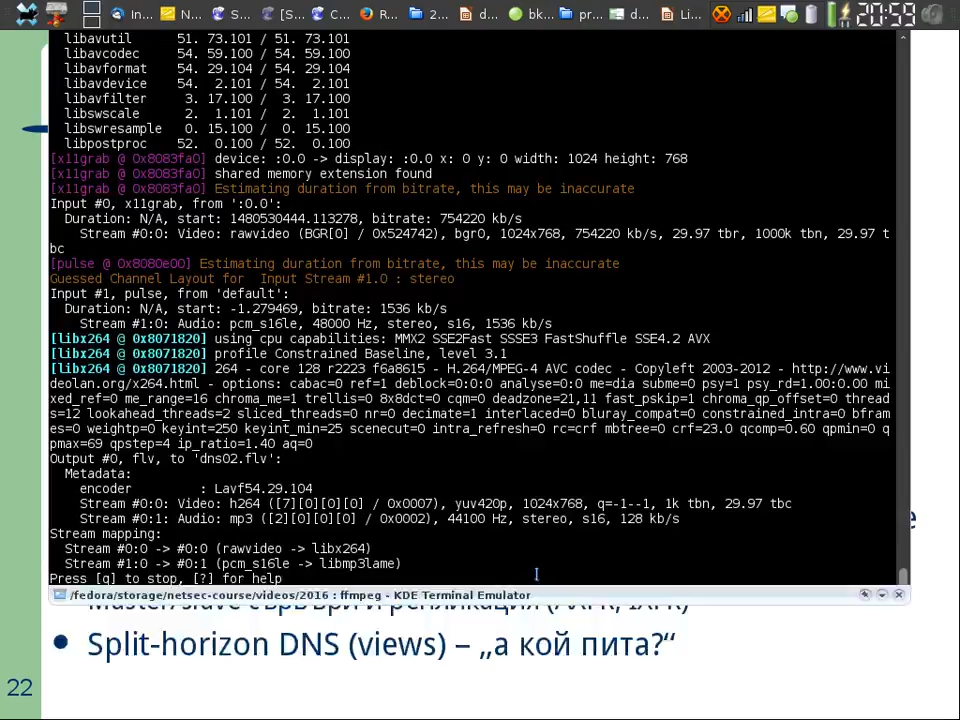 In... N... S... [S... C... R... 2... d... bk... pr... d... Li... 20:55
libavutil 51. 73.101 / 51. 73.101
libavcodec 54. 59.100 / 54. 59.100
libavformat 54. 29.104 / 54. 29.104
libavdevice 54. 2.101 / 54. 2.101
libavfilter 3. 17.100 / 3. 17.100
libswscale 2. 1.101 / 2. 1.101
libswresample 0. 15.100 / 0. 15.100
libpostproc 52. 0.100 / 52. 0.100
[x11grab @ 0x8083fa0] device: :0.0 -> display: :0.0 x: 0 y: 0 width: 1024 height: 768
[x11grab @ 0x8083fa0] shared memory extension found
[x11grab @ 0x8083fa0] Estimating duration from bitrate, this may be inaccurate
Input #0, x11grab, from ':0.0':
Duration: N/A, start: 1480530444.113278, bitrate: 754220 kb/s
Stream #0:0: Video: rawvideo (BGR[0] / 0x524742), bgr0, 1024x768, 754220 kb/s, 29.97 tbr, 1000k tbn, 29.97 t
bc
[pulse @ 0x8080e00] Estimating duration from bitrate, this may be inaccurate
Guessed Channel Layout for Input Stream #1.0 : stereo
Input #1, pulse, from 'default':
Duration: N/A, start: -1.279469, bitrate: 1536 kb/s
Stream #1:0: Audio: pcm_s16le, 48000 Hz, stereo, s16, 1536 kb/s
[libx264 @ 0x8071820] using cpu capabilities: MMX2 SSE2Fast SSSE3 FastShuffle SSE4.2 AVX
[libx264 @ 0x8071820] profile Constrained Baseline, level 3.1
[libx264 @ 0x8071820] 264 - core 128 r2223 f6a8615 - H.264/MPEG-4 AVC codec - Copyleft 2003-2012 - http://www.vi
deolan.org/x264.html - options: cabac=0 ref=1 deblock=0:0:0 analyse=0:0 me=dia subme=0 psy=1 psy_rd=1.00:0.00 mi
xed_ref=0 me_range=16 chroma_me=1 trellis=0 8x8dct=0 cqm=0 deadzone=21,11 fast_pskip=1 chroma_qp_offset=0 thread
s=12 lookahead_threads=2 sliced_threads=0 nr=0 decimate=1 interlaced=0 bluray_compat=0 constrained_intra=0 bfram
es=0 weightp=0 keyint=250 keyint_min=25 scenecut=0 intra_refresh=0 rc=crf mbtree=0 crf=23.0 qcomp=0.60 qpmin=0 q
pmax=69 qpstep=4 ip_ratio=1.40 aq=0
Output #0, flv, to 'dns02.flv':
Metadata:
encoder : Lavf54.29.104
Stream #0:0: Video: h264 ([7][0][0][0] / 0x0007), yuv420p, 1024x768, q=-1--1, 1k tbn, 29.97 tbc
Stream #0:1: Audio: mp3 ([2][0][0][0] / 0x0002), 44100 Hz, stereo, s16, 128 kb/s
Stream mapping:
Stream #0:0 -> #0:0 (rawvideo -> libx264)
Stream #1:0 -> #0:1 (pcm_s16le -> libmp3lame)
Press [q] to stop, [?] for help
/fedora/storage/netsec-course/videos/2016 : ffmpeg - KDE Terminal Emulator
Master/slave сървъри и репликация (AXFR, IXFR)
Split-horizon DNS (views) – „а кой пита?“
22